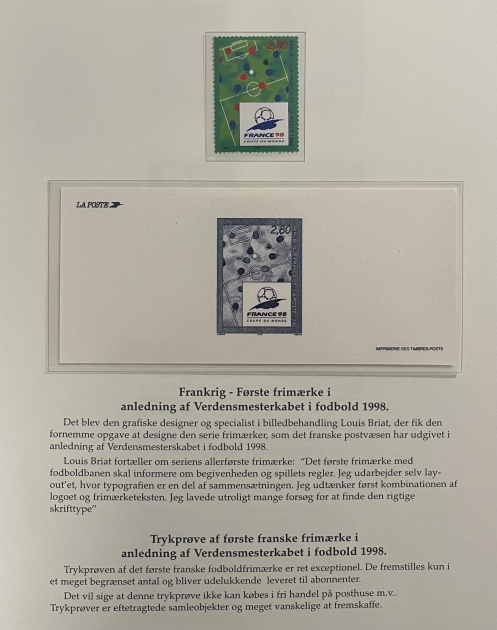 2,80
FRANCE 98
COUPE DU MONDE
LA POSTE
2,80
FRANCE 98
COUPE DU MONDE
IMPRIMERIE DES TIMBRES-POSTE
Frankrig - Første frimærke i
anledning af Verdensmesterkabet i fodbold 1998.
Det blev den grafiske designer og specialist i billedbehandling Louis Briat, der fik den
fornemme opgave at designe den serie frimærker, som det franske postvæsen har udgivet i
anledning af Verdensmesterskabet i fodbold 1998.
Louis Briat fortæller om seriens allerførste frimærke: "Det første frimærke med
fodboldbanen skal informere om begivenheden og spillets regler. Jeg udarbejder selv lay-
out'et, hvor typografien er en del af sammensætningen. Jeg udtænker først kombinationen af
logoet og frimærketeksten. Jeg lavede utroligt mange forsøg for at finde den rigtige
skrifttype"
Trykprøve af første franske frimærke i
anledning af Verdensmesterkabet i fodbold 1998.
Trykprøven af det første franske fodboldfrimærke er ret exceptionel. De fremstilles kun i
et meget begrænset antal og bliver udelukkende leveret til abonnenter.
Det vil sige at denne trykprøve ikke kan købes i fri handel på posthuse m.v..
Trykprøver er eftertragtede samleobjekter og meget vanskelige at fremskaffe.